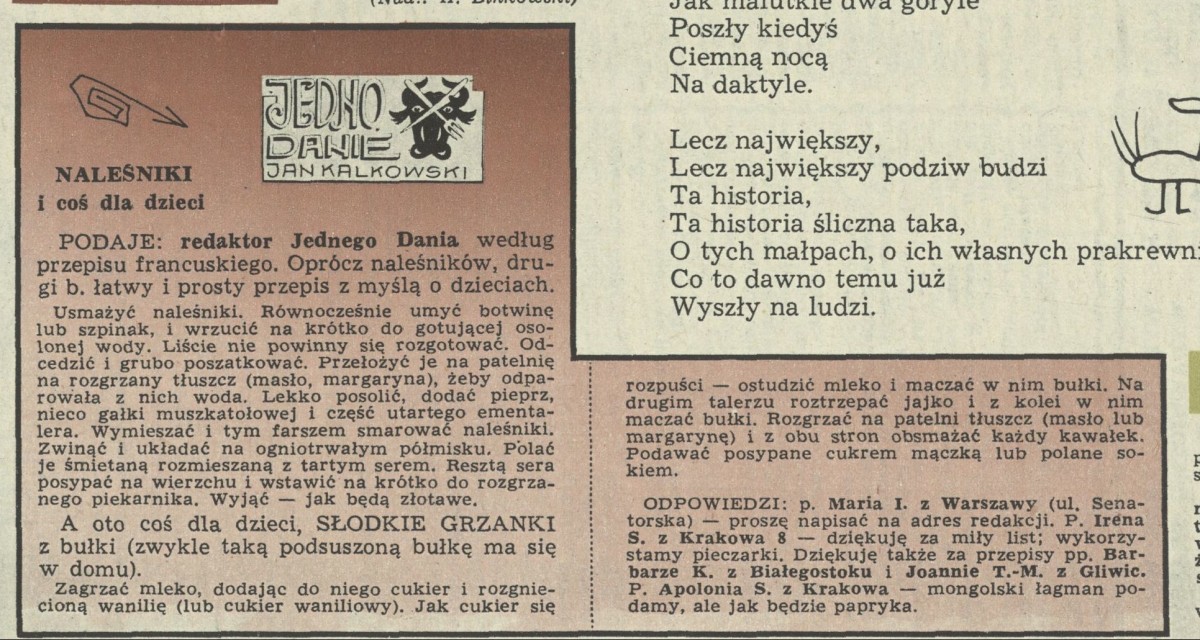 Jak malutkie dwa goryle
Poszły kiedyś
Ciemną nocą
Na daktyle.
Lecz największy,
Lecz największy podziw budzi
Ta historia,
Ta historia śliczna taka,
O tych małpach, o ich własnych
Co to dawno temu już
Wyszły na ludzi.
JEDNO
DANIE
JAN KALKOWSKI
NALEŚNIKI
i coś dla dzieci
PODAJE: redaktor Jednego Dania według
przepisu francuskiego. Oprócz naleśników, dru-
gi b. łatwy i prosty przepis z myślą o dzieciach.
Usmażyć naleśniki. Równocześnie umyć botwinę
lub szpinak, i wrzucić na krótko do gotującej oso-
lonej wody. Liście nie powinny się rozgotować. Od-
cedzić i grubo poszatkować. Przełożyć je na patelnię
na rozgrzany tłuszcz (masło, margaryna), żeby odpa-
rowała z nich woda. Lekko posolić, dodać pieprz,
nieco gałki muszkatołowej i część utartego ementa-
lera. Wymieszać i tym farszem smarować naleśniki.
Zwinąć i układać na ogniotrwałym półmisku. Polać
je śmietaną rozmieszaną z tartym serem. Resztą sera
posypać na wierzchu i wstawić na krótko do rozgrza-
nego piekarnika. Wyjąć — jak będą złotawe.
A oto coś dla dzieci, SŁODKIE GRZANKI
z bułki (zwykle taką podsuszoną bułkę ma się
w domu).
Zagrzać mleko, dodając do niego cukier i rozgnie-
cioną wanilię (lub cukier waniliowy). Jak cukier się
rozpuści — ostudzić mleko i maczać w nim bułki. Na
drugim talerzu roztrzepać jajko i z kolei w nim
maczać bułki. Rozgrzać na patelni tłuszcz (masło lub
margarynę) i z obu stron obsmażać każdy kawałek.
Podawać posypane cukrem mączką lub polane so-
kiem.
ODPOWIEDZI: p. Maria I. z Warszawy (ul. Sena-
torska) — proszę napisać na adres redakcji. P. Irena
S. z Krakowa 8 — dziękuję za miły list; wykorzy-
stamy pieczarki. Dziękuję także za przepisy pp. Bar-
barze K. z Białegostoku i Joannie T.-M. z Gliwic.
P. Apolonia S. z Krakowa — mongolski łagman po-
damy, ale jak będzie papryka.